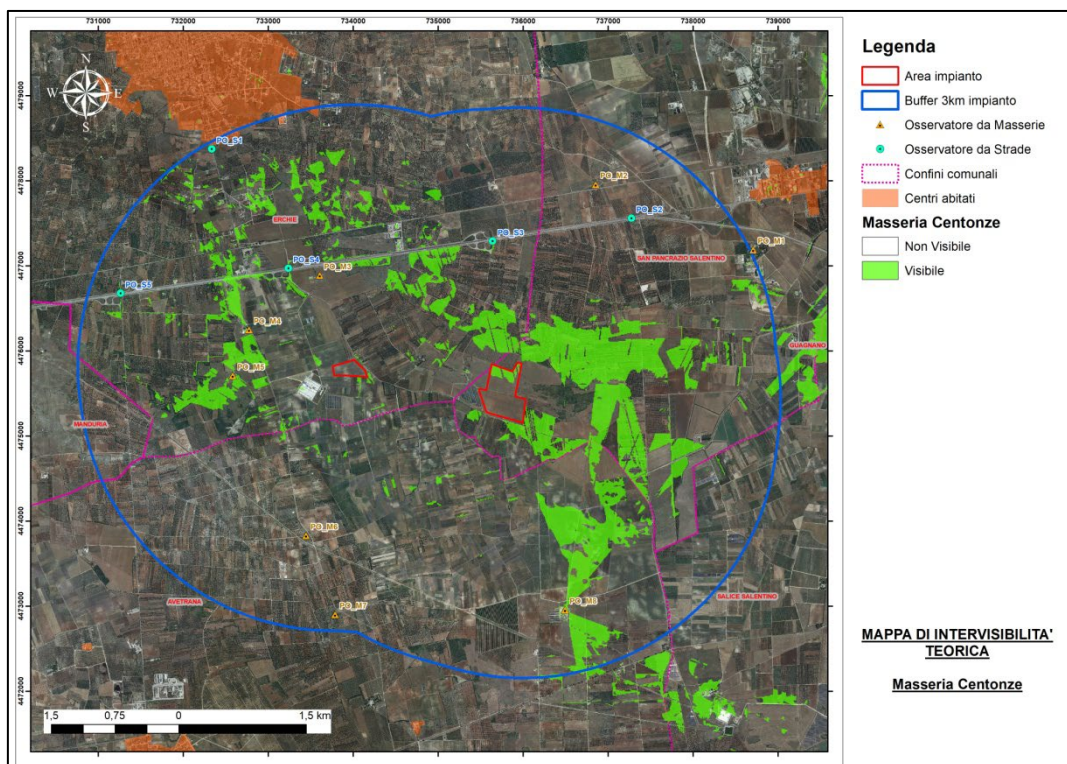 731000 732000 733000 734000 735000 736000 737000 738000 739000
4479000
4478000
4477000
4476000
4475000
4474000
4473000
4472000
N
W E
S
PO_S1
PO_M2
ERCHIE
PO_S2
PO_S3
PO_M1
SAN PANCRAZIO SALENTINO
PO_S4
PO_M3
PO_S5
PO_M4
GUAGNANO
PO_M5
MANDURIA
PO_M6
AVETRANA
PO_M7
PO_M8
SALICE SALENTINO
1,5 0,75 0 1,5 km
Legenda
Area impianto
Buffer 3km impianto
Osservatore da Masserie
Osservatore da Strade
Confini comunali
Centri abitati
Masseria Centonze
Non Visibile
Visibile
MAPPA DI INTERVISIBILITA'
TEORICA
Masseria Centonze